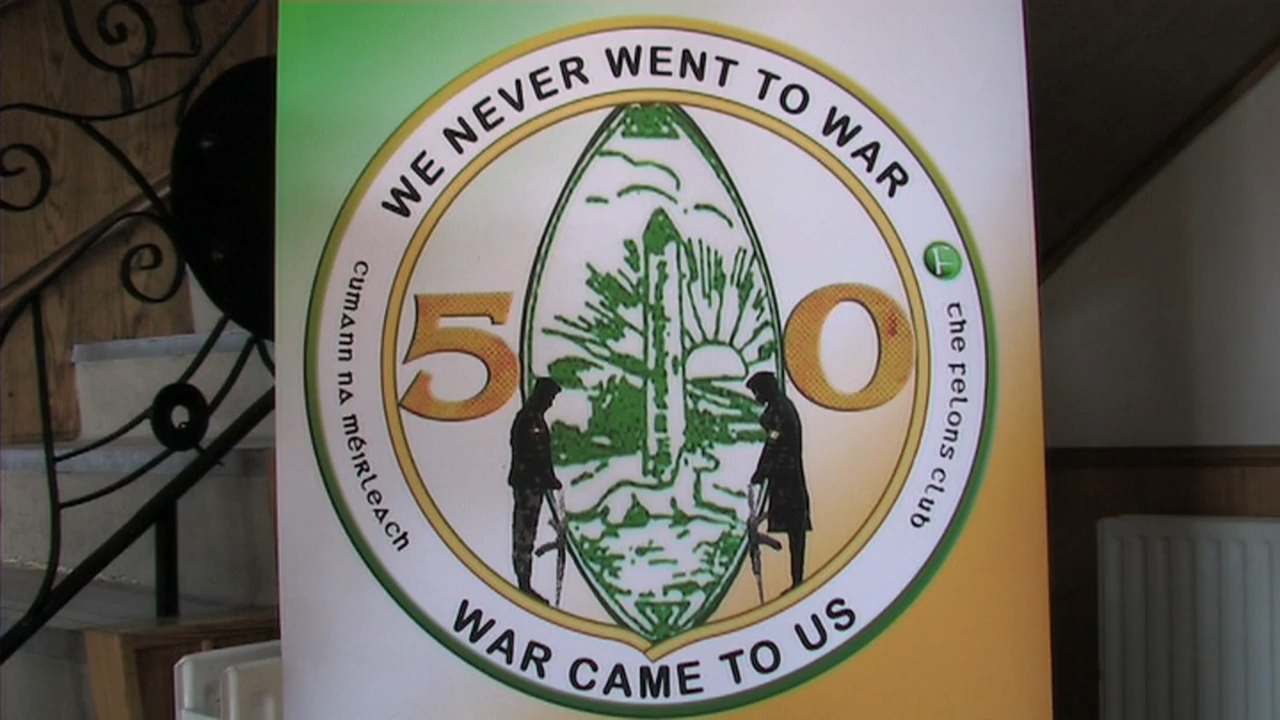 WE NEVER WENT TO WAR
50
cumann na méirleach
the felons club
WAR CAME TO US